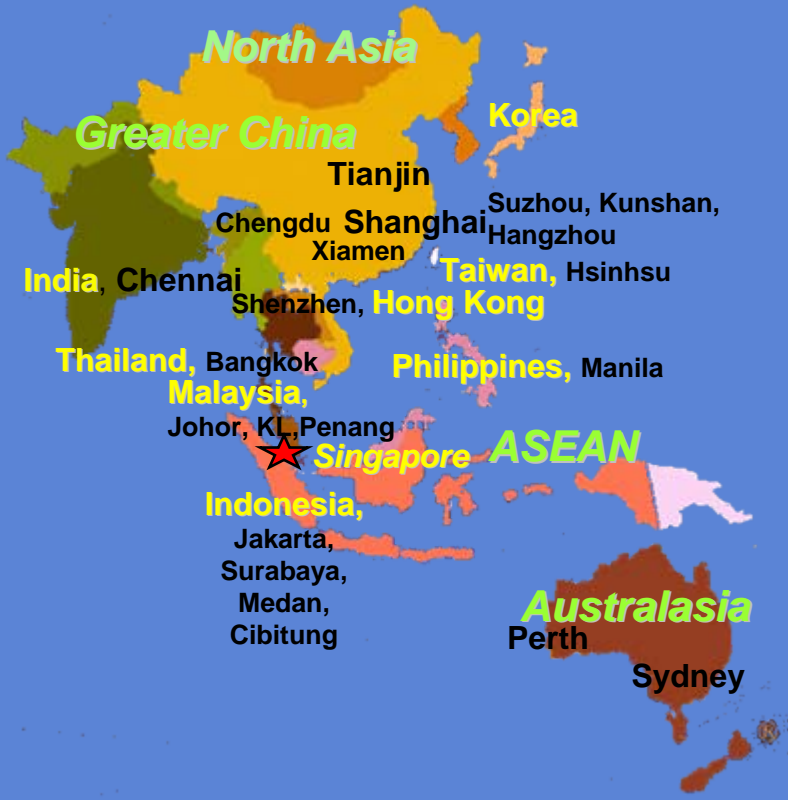 North Asia
Korea
Greater China
Tianjin
Suzhou, Kunshan,
Chengdu Shanghai
Hangzhou
Xiamen
Taiwan, Hsinhsu
India, Chennai
Shenzhen, Hong Kong
Thailand, Bangkok
Philippines, Manila
Malaysia,
Johor, KL,Penang
ASEAN
Singapore
Indonesia,
Jakarta,
Surabaya,
Medan,
Cibitung
Australasia
Perth
Sydney